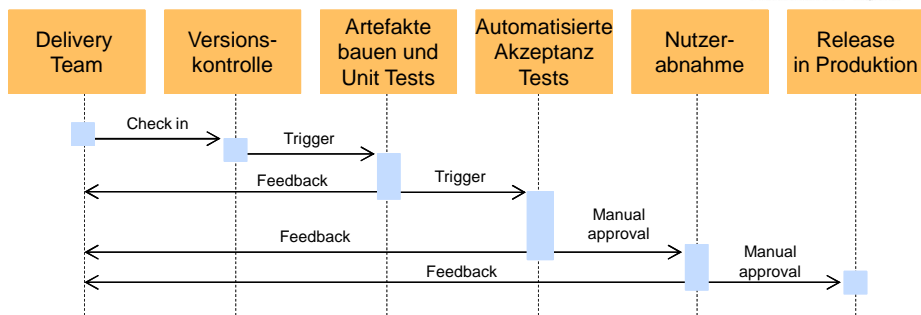 Delivery
Team
Versions-
kontrolle
Artefakte
bauen und
Unit Tests
Automatisierte
Akzeptanz
Tests
Nutzer-
abnahme
Release
in Produktion
Check in
Trigger
Feedback
Trigger
Feedback
Manual
approval
Feedback
Manual
approval